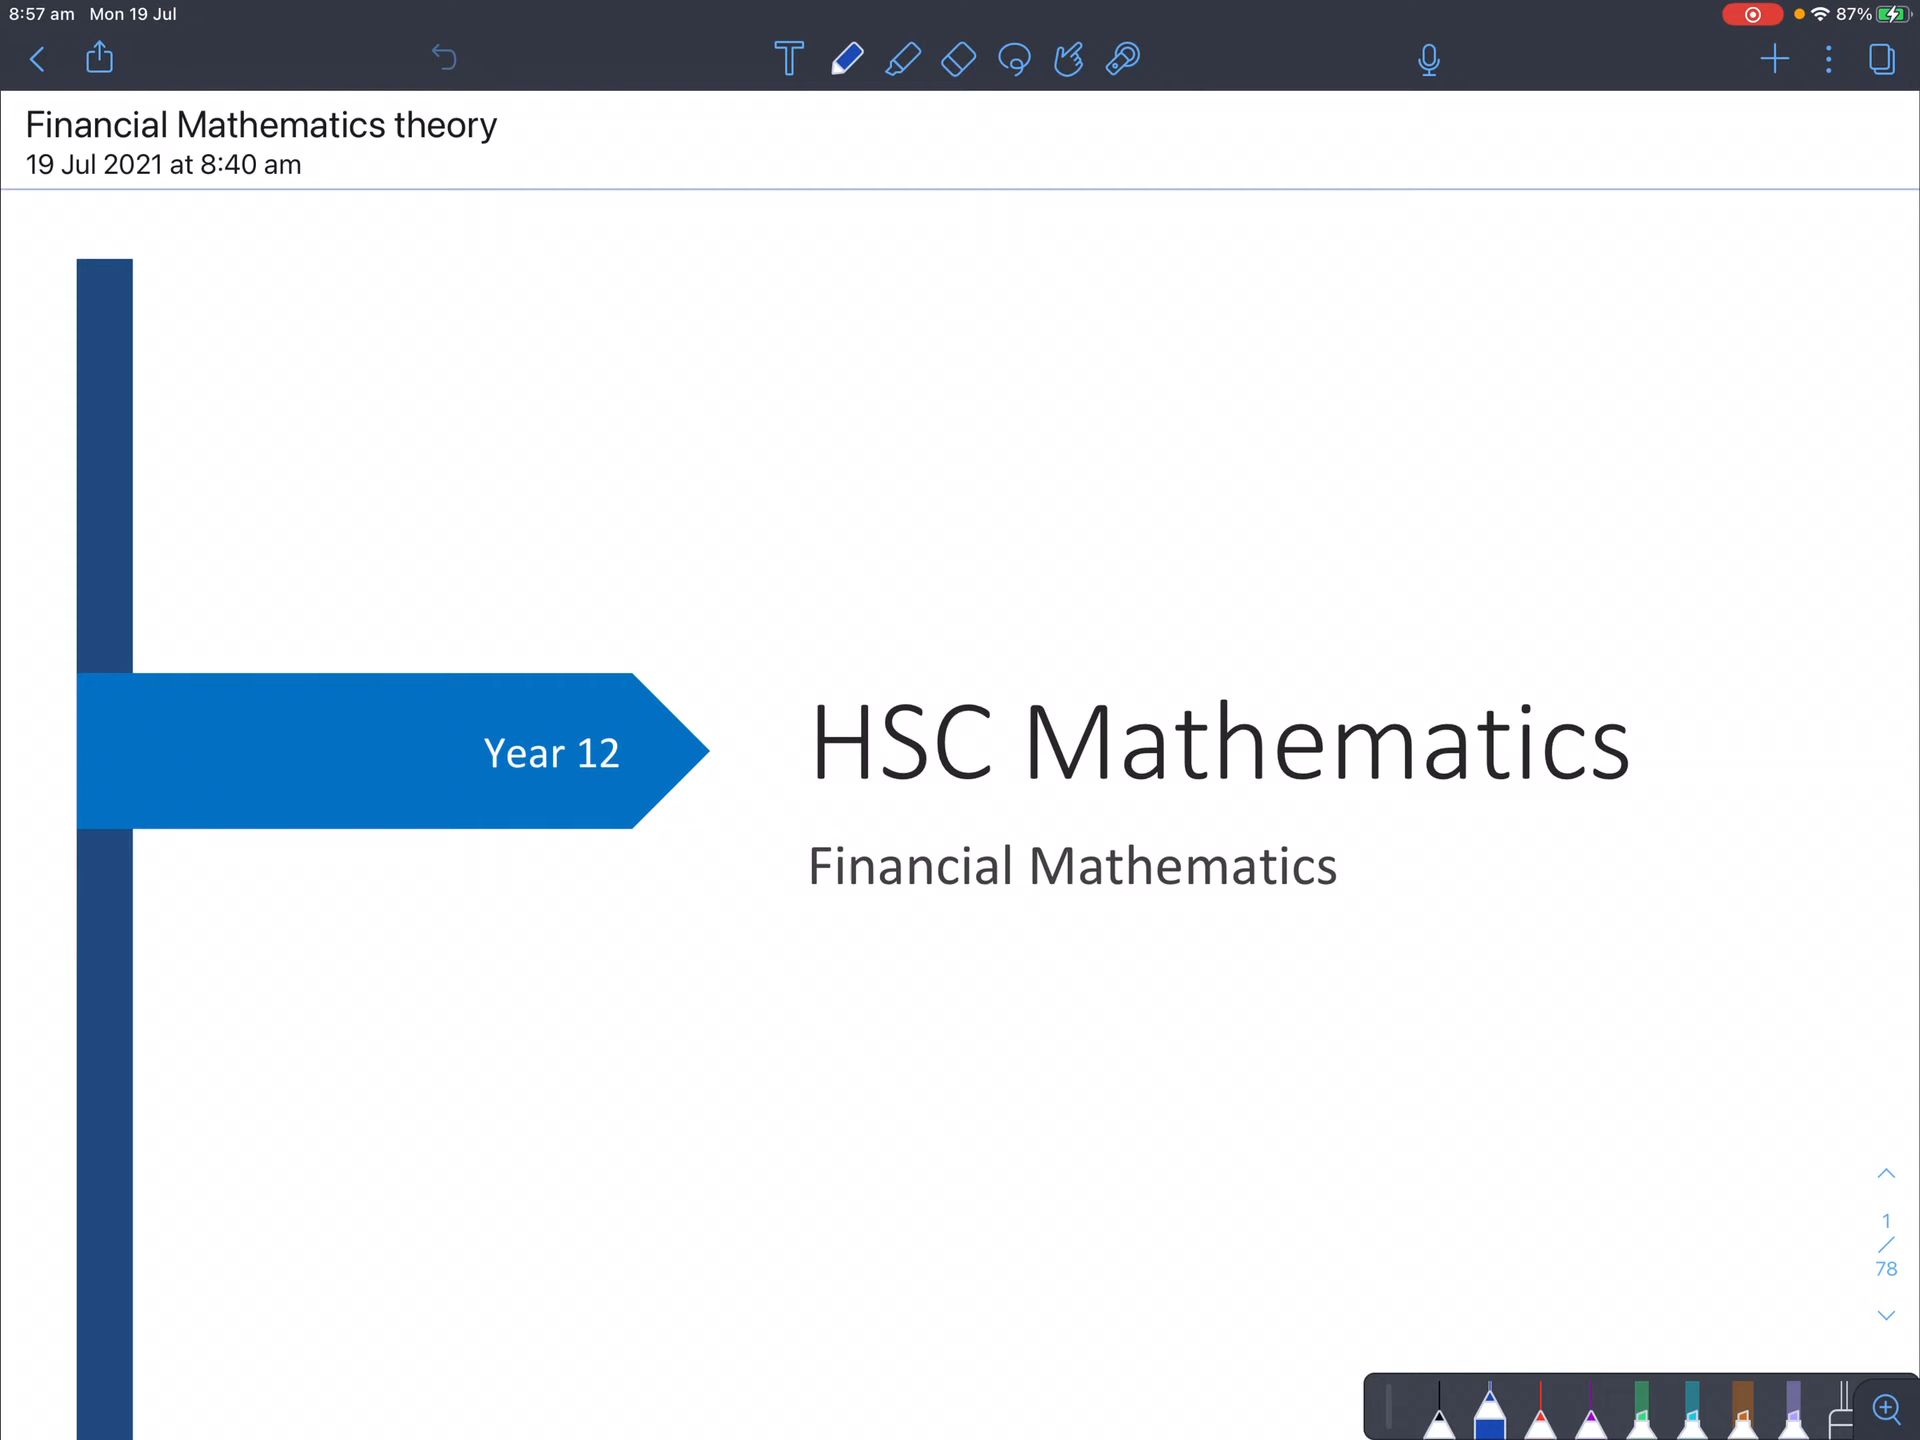 8:57 am Mon 19 Jul
87%
Financial Mathematics theory
19 Jul 2021 at 8:40 am
Year 12
HSC Mathematics
Financial Mathematics
1
/
78